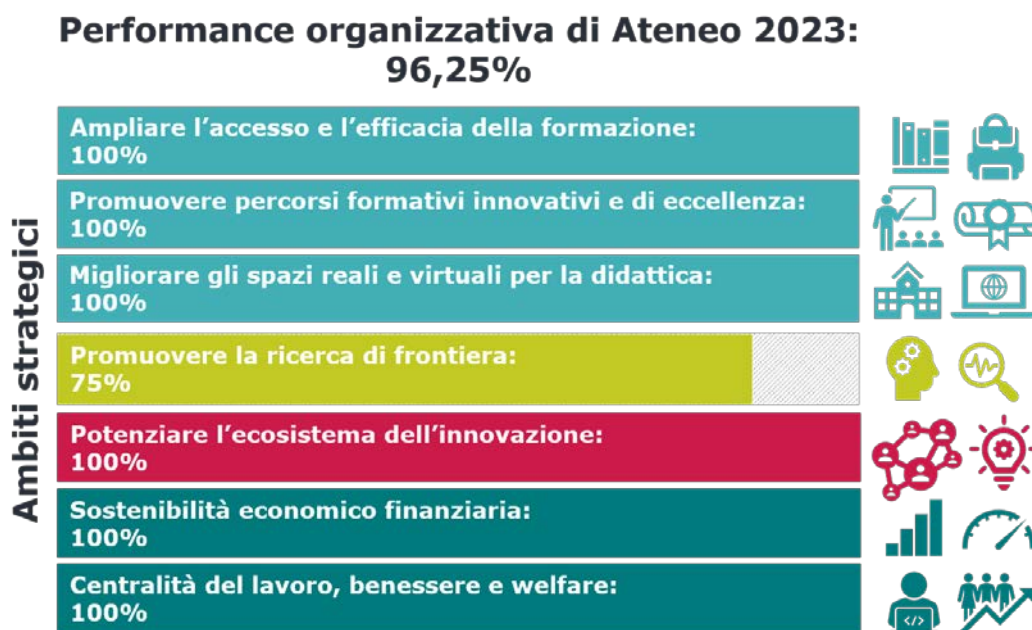 Performance organizzativa di Ateneo 2023:
96,25%
Ambiti strategici
Ampliare l’accesso e l’efficacia della formazione:
100%
Promuovere percorsi formativi innovativi e di eccellenza:
100%
Migliorare gli spazi reali e virtuali per la didattica:
100%
Promuovere la ricerca di frontiera:
75%
Potenziare l’ecosistema dell’innovazione:
100%
Sostenibilità economico finanziaria:
100%
Centralità del lavoro, benessere e welfare:
100%